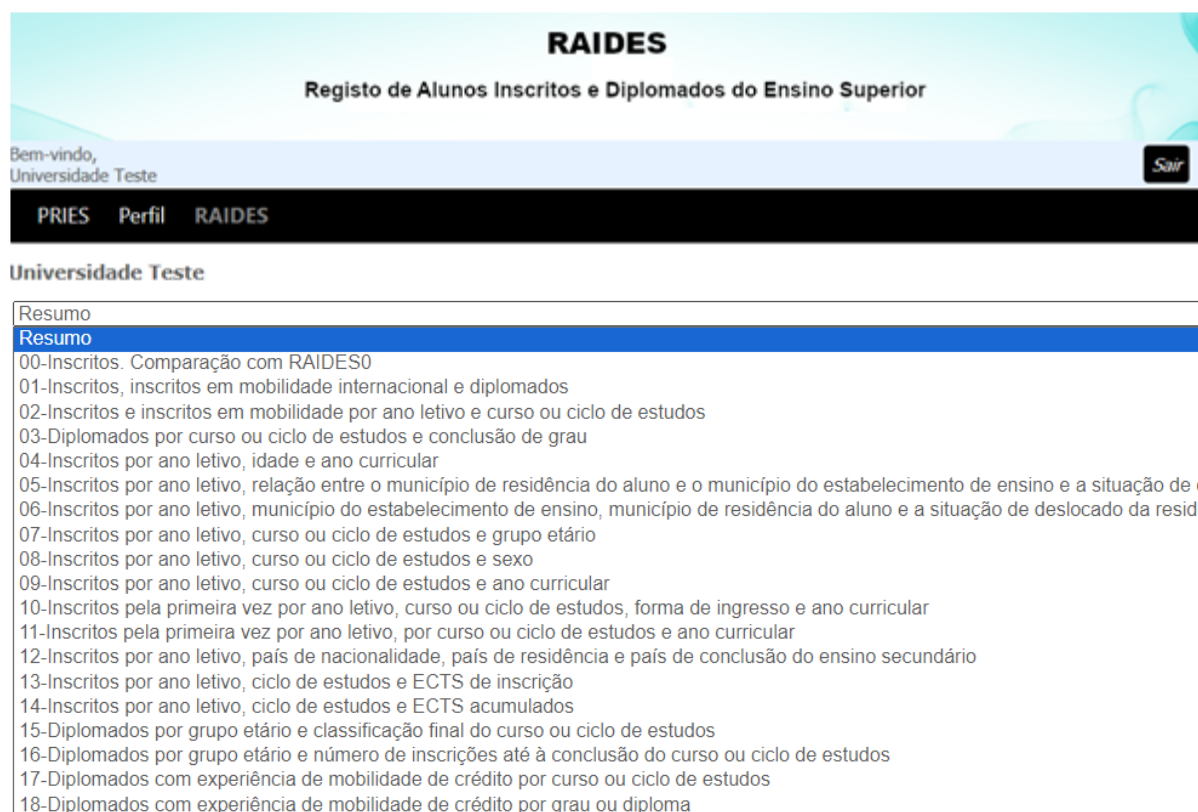 RAIDES
Registo de Alunos Inscritos e Diplomados do Ensino Superior
Bem-vindo,
Universidade Teste
Sair
PRIES Perfil RAIDES
Universidade Teste
Resumo
Resumo
00-Inscritos. Comparação com RAIDES0
01-Inscritos, inscritos em mobilidade internacional e diplomados
02-Inscritos e inscritos em mobilidade por ano letivo e curso ou ciclo de estudos
03-Diplomados por curso ou ciclo de estudos e conclusão de grau
04-Inscritos por ano letivo, idade e ano curricular
05-Inscritos por ano letivo, relação entre o município de residência do aluno e o município do estabelecimento de ensino e a situação de
06-Inscritos por ano letivo, município do estabelecimento de ensino, município de residência do aluno e a situação de deslocado da resid
07-Inscritos por ano letivo, curso ou ciclo de estudos e grupo etário
08-Inscritos por ano letivo, curso ou ciclo de estudos e sexo
09-Inscritos por ano letivo, curso ou ciclo de estudos e ano curricular
10-Inscritos pela primeira vez por ano letivo, curso ou ciclo de estudos, forma de ingresso e ano curricular
11-Inscritos pela primeira vez por ano letivo, por curso ou ciclo de estudos e ano curricular
12-Inscritos por ano letivo, país de nacionalidade, país de residência e país de conclusão do ensino secundário
13-Inscritos por ano letivo, ciclo de estudos e ECTS de inscrição
14-Inscritos por ano letivo, ciclo de estudos e ECTS acumulados
15-Diplomados por grupo etário e classificação final do curso ou ciclo de estudos
16-Diplomados por grupo etário e número de inscrições até à conclusão do curso ou ciclo de estudos
17-Diplomados com experiência de mobilidade de crédito por curso ou ciclo de estudos
18-Diplomados com experiência de mobilidade de crédito por grau ou diploma